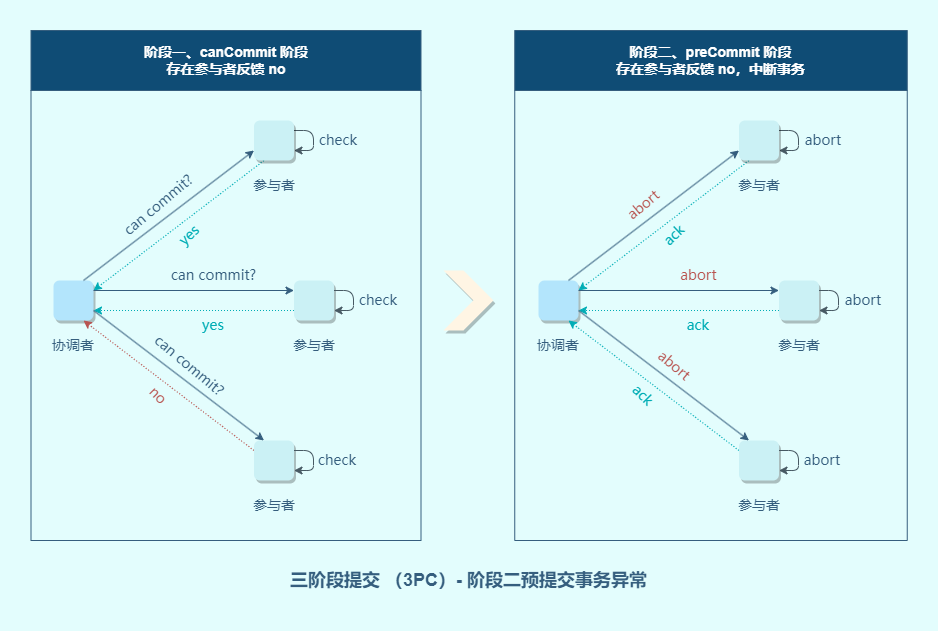 阶段一、canCommit 阶段
存在参与者反馈 no
check
参与者
can commit?
yes
can commit?
check
yes
协调者
参与者
can commit?
no
check
参与者
阶段二、preCommit 阶段
存在参与者反馈 no，中断事务
abort
参与者
abort
ack
abort
abort
ack
协调者
参与者
abort
ack
abort
参与者
三阶段提交 （3PC）- 阶段二预提交事务异常